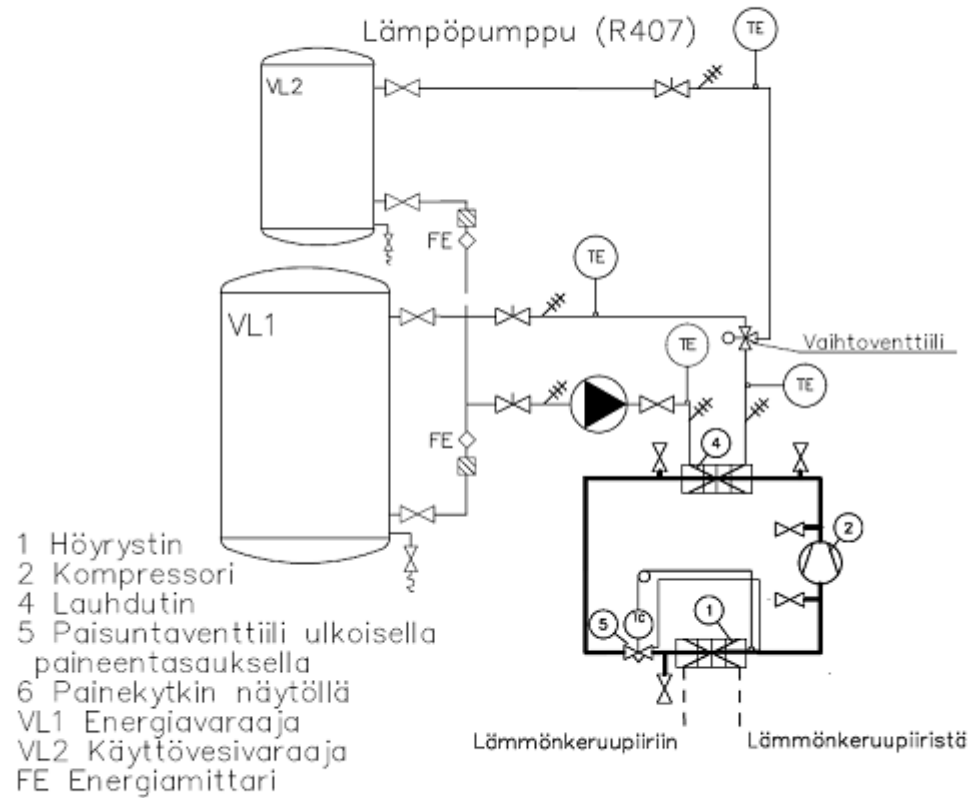 Lämpöpumppu (R407)
TE
VL2
FE
TE
VL1
TE
Vaihtoventtiili
TE
FE
4
2
1 Höyrystin
2 Kompressori
4 Lauhdutin
5 Paisuntaventtiili ulkoisella
paineentasauksella
6 Painekytkin näytöllä
VL1 Energiavaraaja
VL2 Käyttövesivaraaja
FE Energiamittari
5
TC
1
Lämmönkeruupiiriin
Lämmönkeruupiiristä